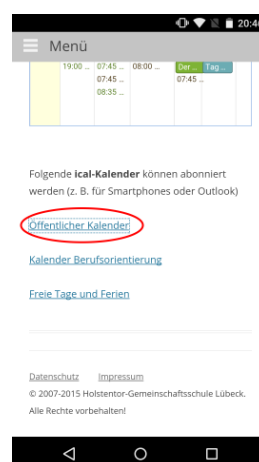 20:4
Menü
19:00 ... 07:45 ... 08:00 ... Der ... Tag ...
07:45 ... 07:45 ...
08:35 ...
Folgende ical-Kalender können abonniert
werden (z. B. für Smartphones oder Outlook)
Öffentlicher Kalender
Kalender Berufsorientierung
Freie Tage und Ferien
Datenschutz Impressum
© 2007-2015 Holstentor-Gemeinschaftsschule Lübeck.
Alle Rechte vorbehalten!